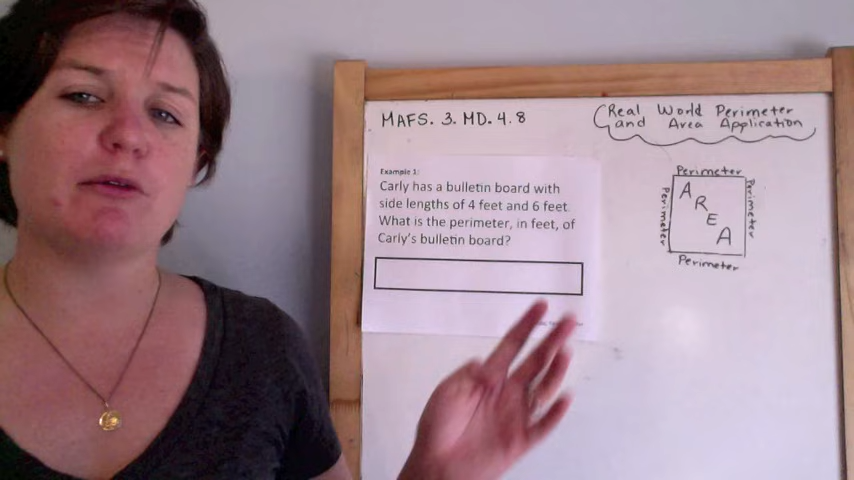 MAFS. 3. MD. 4. 8
Real World Perimeter
and Area Application
Example 1:
Carly has a bulletin board with
side lengths of 4 feet and 6 feet.
What is the perimeter, in feet, of
Carly's bulletin board?
Perimeter
Perimeter
AREA
Perimeter
Perimeter